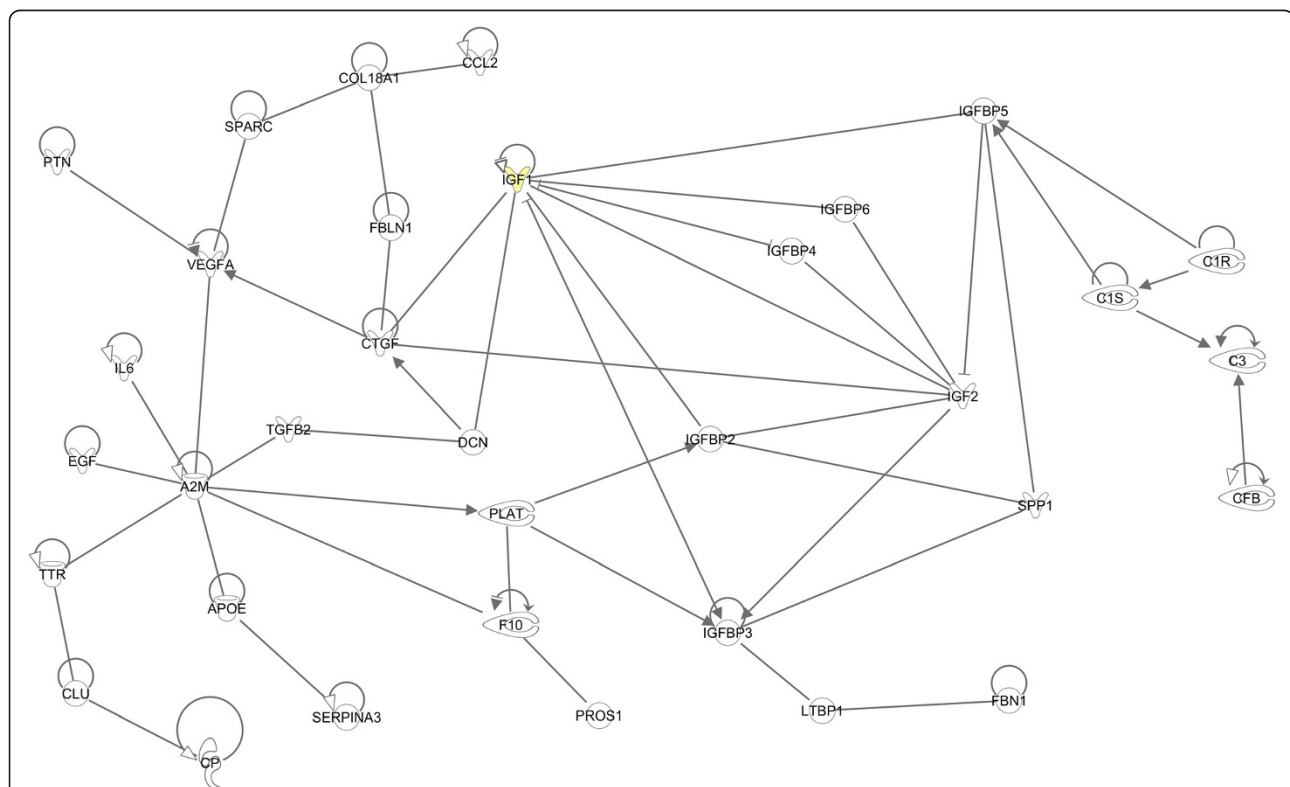 CCL2
COL18A1
SPARC
IGFBP5
PTN
IGF1
IGFBP6
FBLN1
IGFBP4
VEGFA
C1R
C1S
CTGF
C3
IL6
IGF2
TGFB2
DCN
IGFBP2
EGF
A2M
CFB
PLAT
SPP1
TTR
APOE
F10
IGFBP3
CLU
SERPINA3
PROS1
LTBP1
FBN1
CP